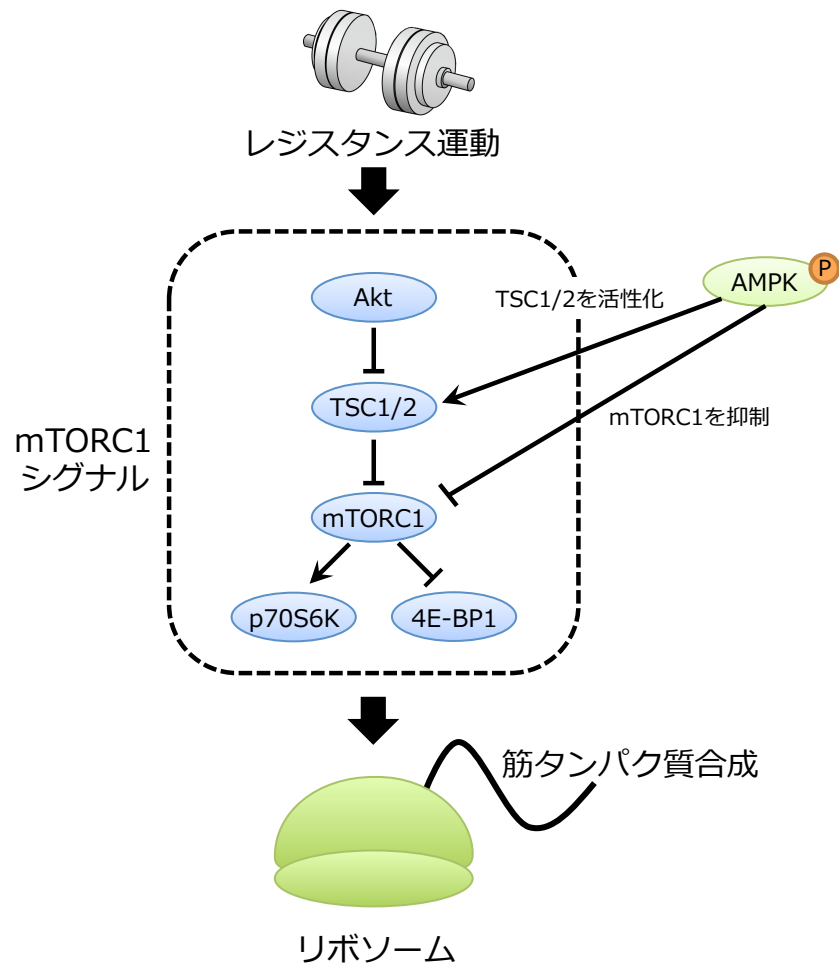 レジスタンス運動
P
AMPK
Akt
TSC1/2を活性化
TSC1/2
mTORC1を抑制
mTORC1
シグナル
mTORC1
p70S6K
4E-BP1
筋タンパク質合成
リボソーム